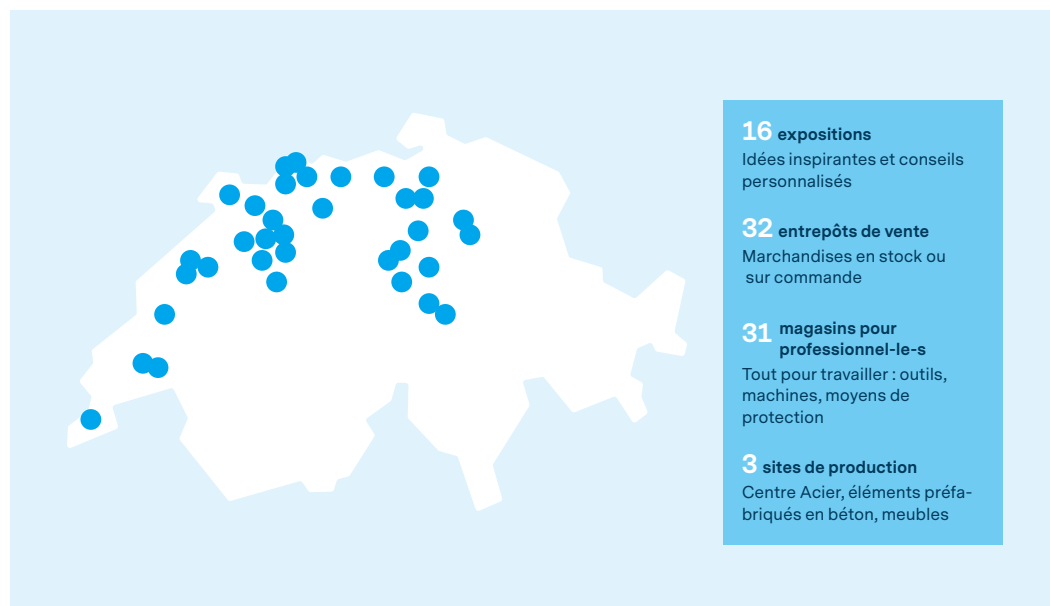 16 expositions
Idées inspirantes et conseils
personnalisés
32 entrepôts de vente
Marchandises en stock ou
sur commande
31 magasins pour
professionnel-le-s
Tout pour travailler : outils,
machines, moyens de
protection
3 sites de production
Centre Acier, éléments préfa-
briqués en béton, meubles